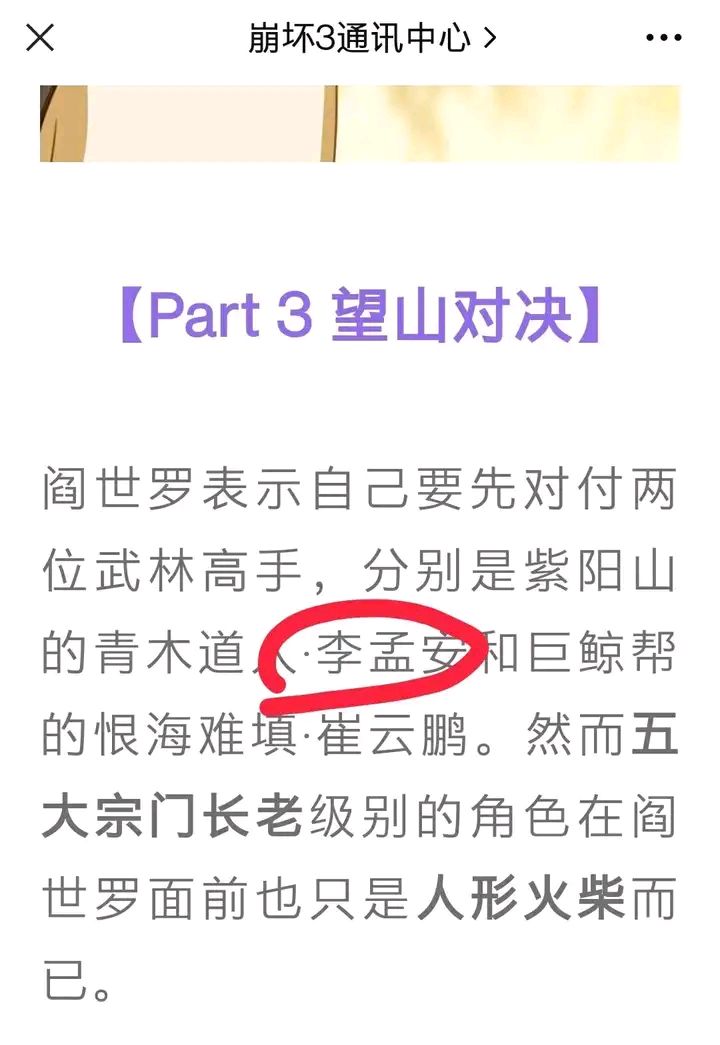 崩坏3通讯中心
【Part 3 望山对决】
阎世罗表示自己要先对付两
位武林高手，分别是紫阳山
的青木道人·李孟安和巨鲸帮
的恨海难填·崔云鹏。然而五
大宗门长老级别的角色在阎
世罗面前也只是人形火柴而
已。